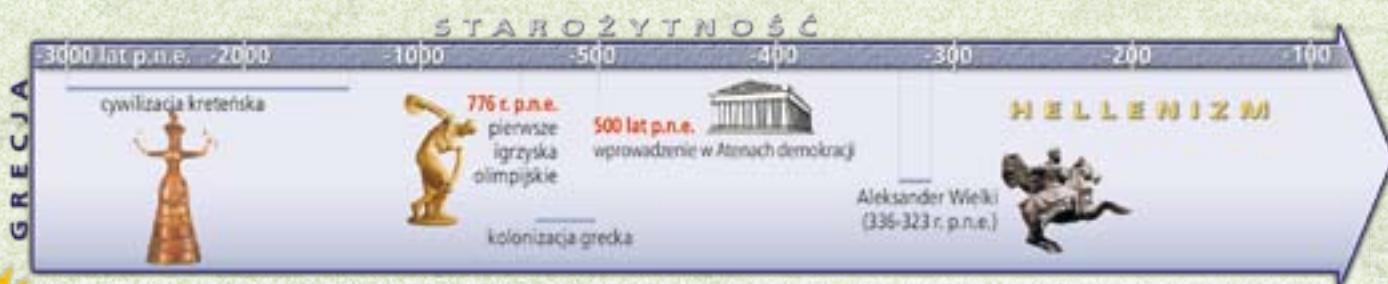 STAROŻYTNOŚĆ
-3000 lat p.n.e. -2000 -1000 -500 -400 -300 -200 -100
GRECJA
cywilizacja kreteńska
776 r. p.n.e.
pierwsze
igrzyska
olimpijskie
kolonizacja grecka
500 lat p.n.e.
wprowadzenie w Atenach demokracji
Aleksander Wielki
(336-323 r. p.n.e.)
HELLENIZM